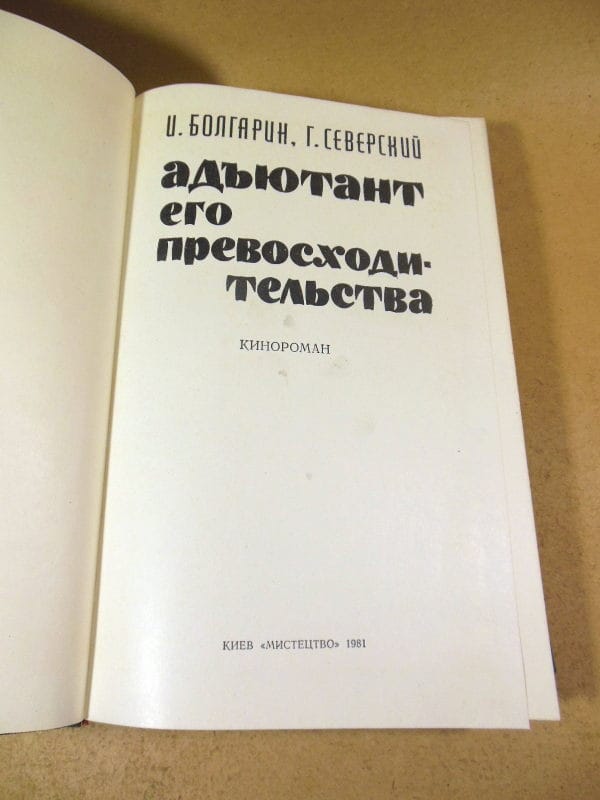 И. БОЛГАРИН, Г. СЕВЕРСКИЙ
адъютант
его
превосходи-
тельства
КИНОРОМАН
КИЕВ «МИСТЕЦТВО» 1981